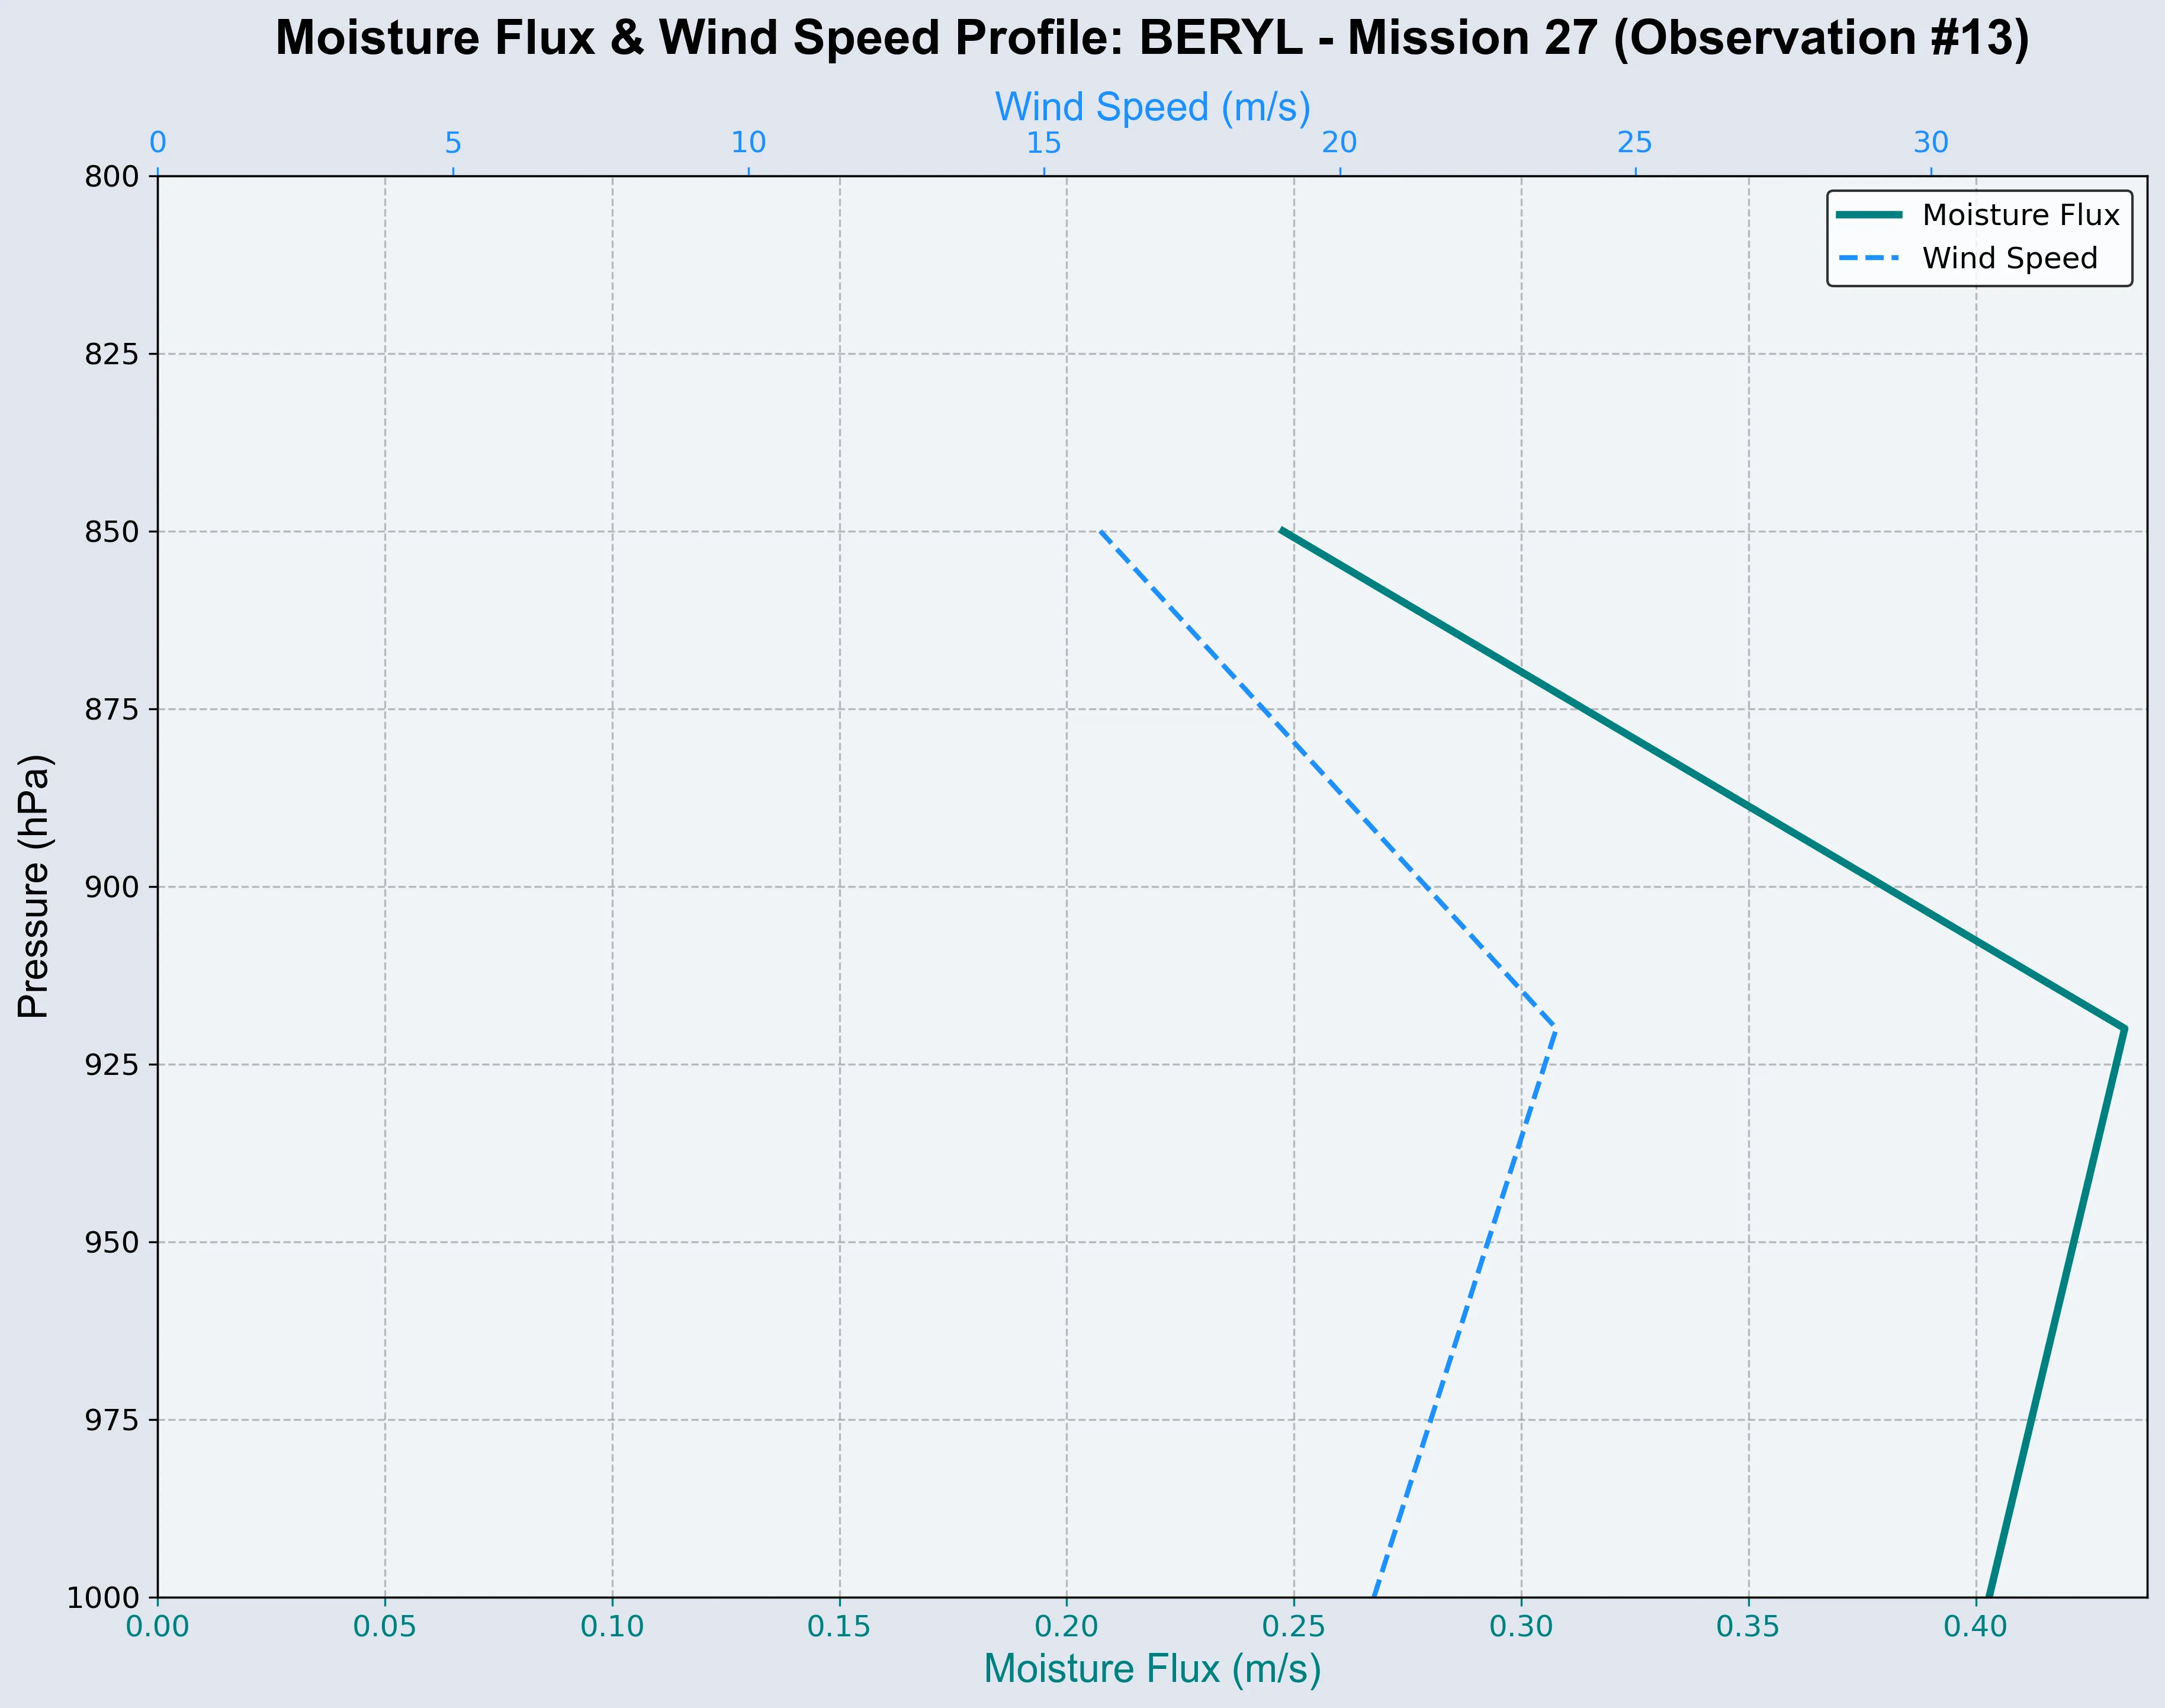 Moisture Flux & Wind Speed Profile: BERYL - Mission 27 (Observation #13)
Wind Speed (m/s)
0 5 10 15 20 25 30
Moisture Flux
Wind Speed
800
825
850
875
900
925
950
975
1000
Pressure (hPa)
0.00 0.05 0.10 0.15 0.20 0.25 0.30 0.35 0.40
Moisture Flux (m/s)